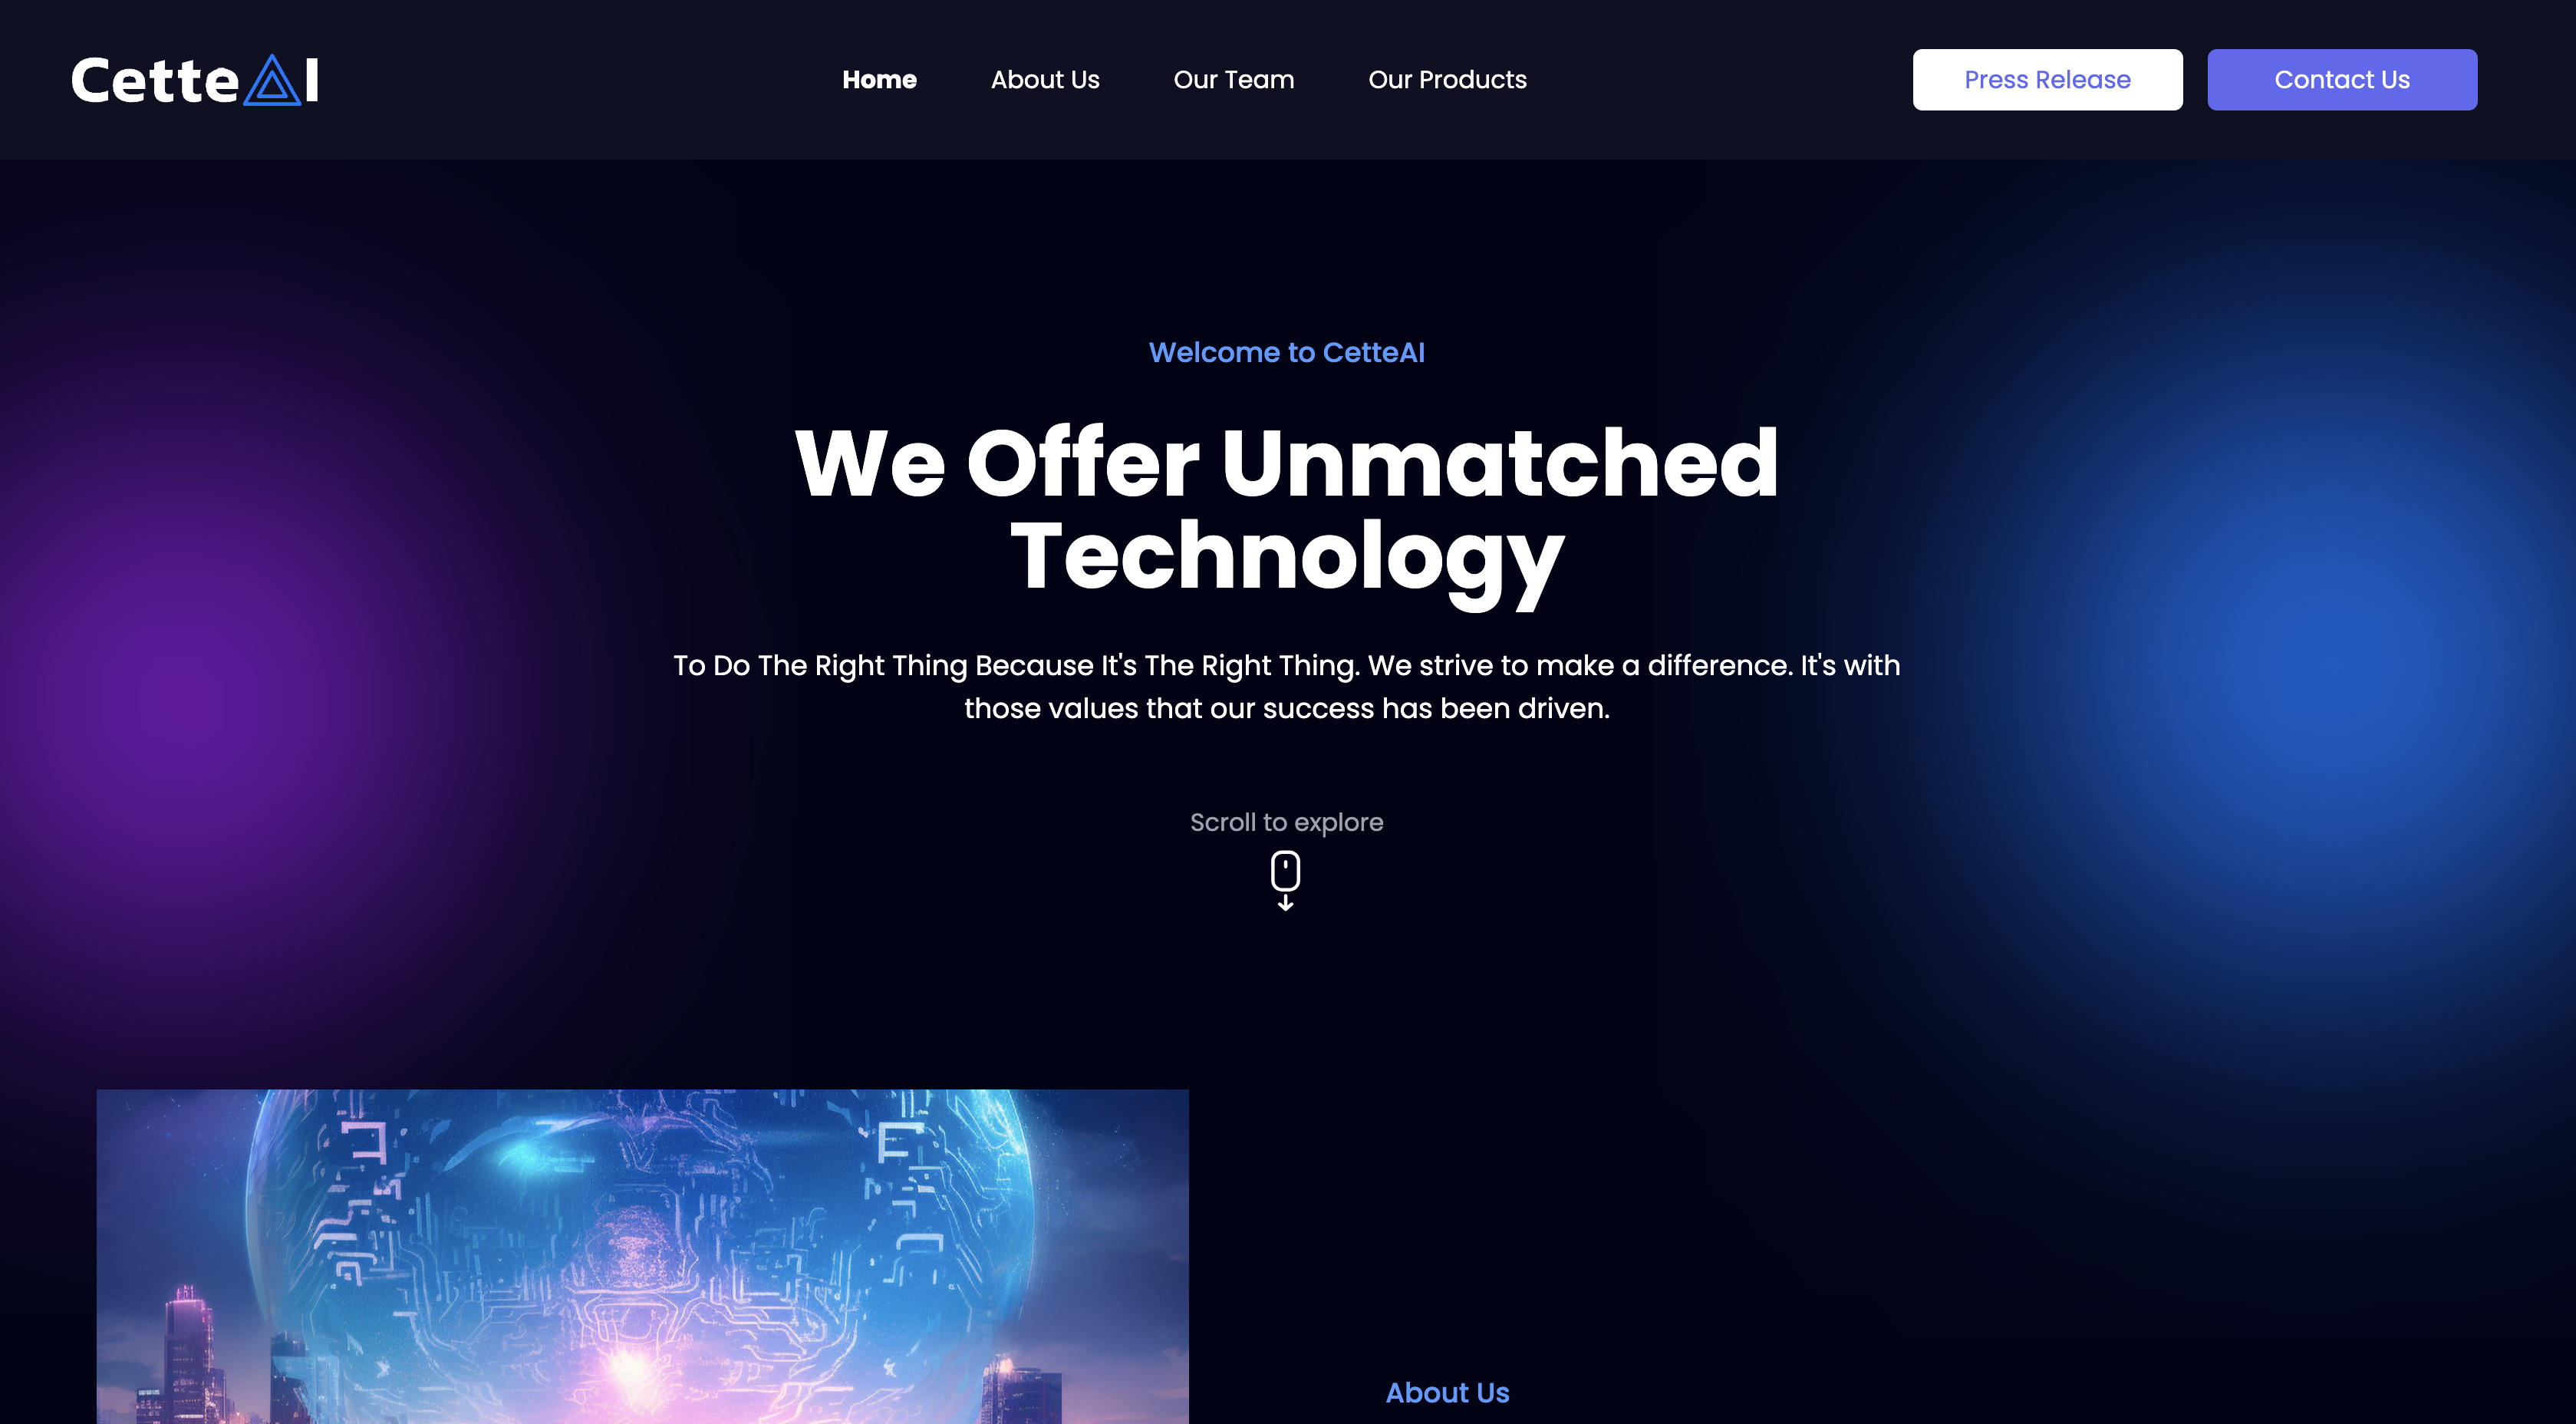 CetteAI
Home
About Us
Our Team
Our Products
Press Release
Contact Us
Welcome to CetteAI
We Offer Unmatched
Technology
To Do The Right Thing Because It's The Right Thing. We strive to make a difference. It's with
those values that our success has been driven.
Scroll to explore
About Us